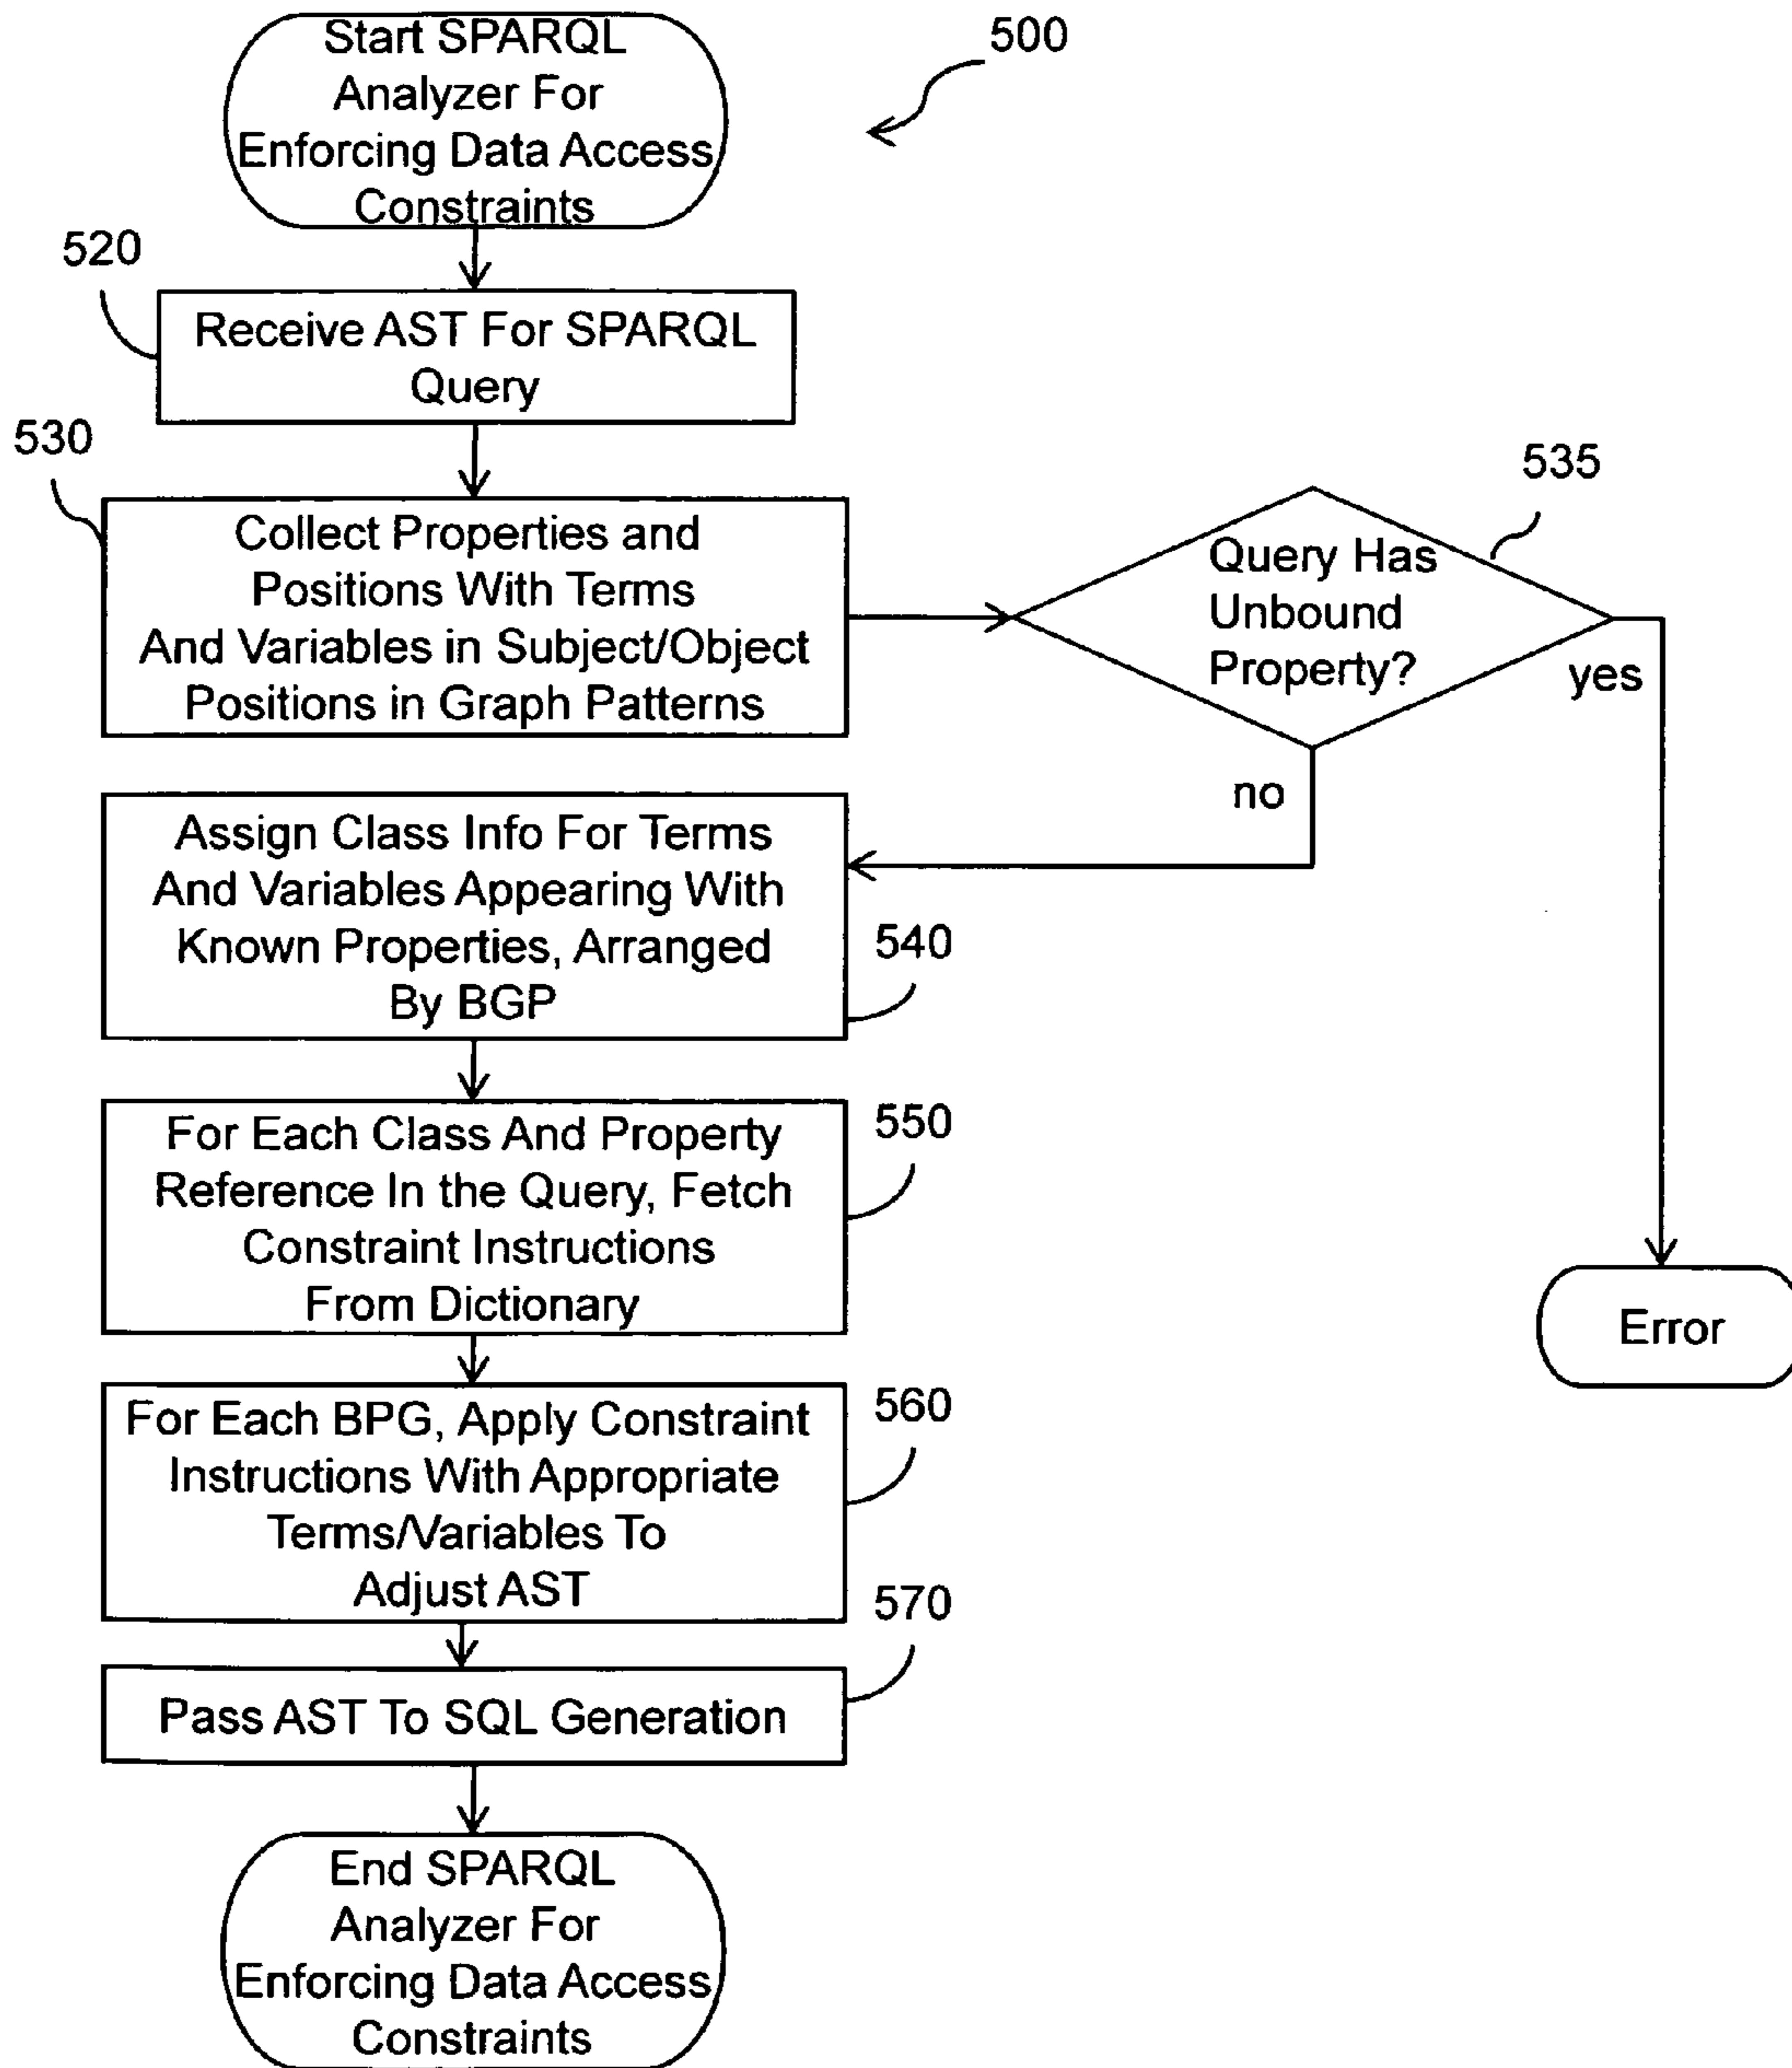 Start SPARQL
Analyzer For
Enforcing Data Access
Constraints
500
520
Receive AST For SPARQL
Query
530
Collect Properties and
Positions With Terms
And Variables in Subject/Object
Positions in Graph Patterns
535
Query Has
Unbound
Property?
yes
no
Assign Class Info For Terms
And Variables Appearing With
Known Properties, Arranged
By BGP
540
For Each Class And Property
Reference In the Query, Fetch
Constraint Instructions
From Dictionary
550
Error
For Each BPG, Apply Constraint
Instructions With Appropriate
Terms/Variables To
Adjust AST
560
570
Pass AST To SQL Generation
End SPARQL
Analyzer For
Enforcing Data Access
Constraints